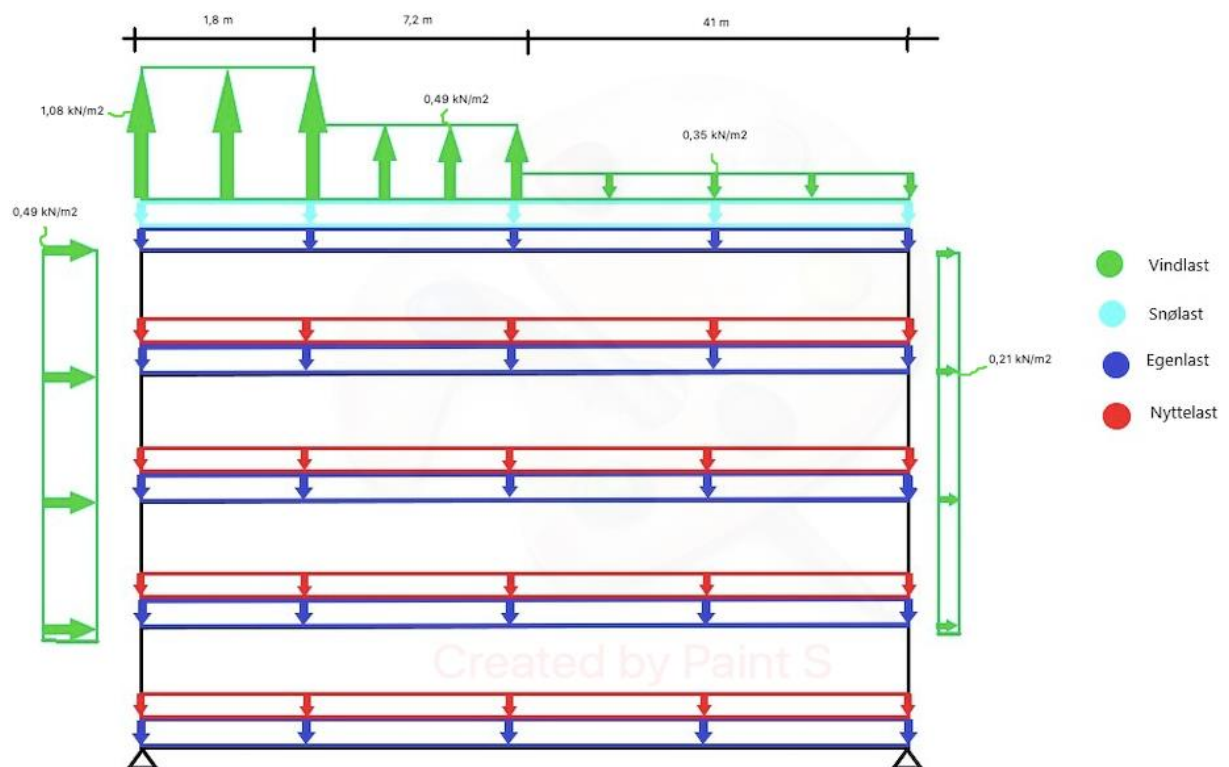 1,8 m
7,2 m
41 m
1,08 kN/m2
0,49 kN/m2
0,35 kN/m2
0,49 kN/m2
0,21 kN/m2
Vindlast
Snølast
Egenlast
Nyttelast
Created by Paint S